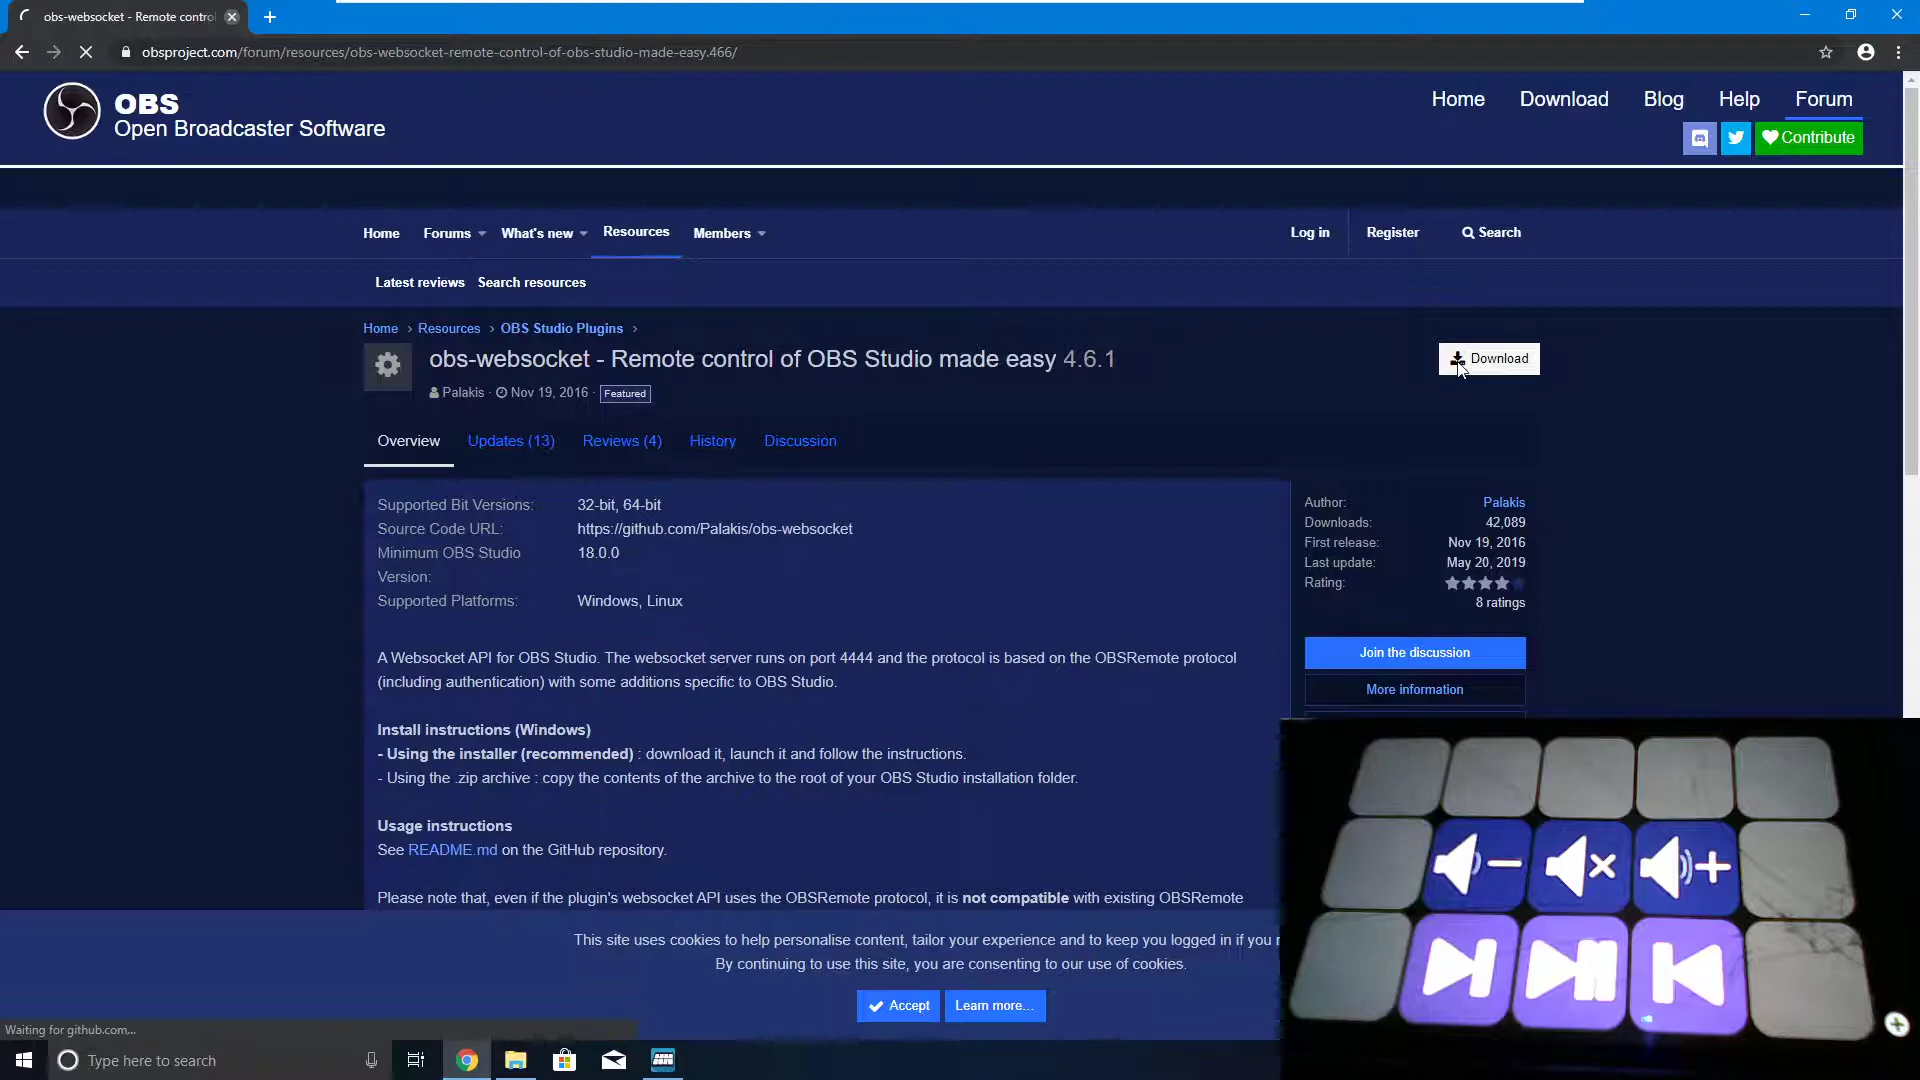 obs-websocket - Remote control
obsproject.com/forum/resources/obs-websocket-remote-control-of-obs-studio-made-easy.466/
OBS
Open Broadcaster Software
Home Download Blog Help Forum
Contribute
Home Forums What's new Resources Members Log in Register Search
Latest reviews Search resources
Home › Resources › OBS Studio Plugins ›
obs-websocket - Remote control of OBS Studio made easy 4.6.1
Download
Palakis · Nov 19, 2016 · Featured
Overview Updates (13) Reviews (4) History Discussion
Supported Bit Versions: 32-bit, 64-bit
Source Code URL: https://github.com/Palakis/obs-websocket
Minimum OBS Studio 18.0.0
Version:
Supported Platforms: Windows, Linux
Author: Palakis
Downloads: 42,089
First release: Nov 19, 2016
Last update: May 20, 2019
Rating:
8 ratings
Join the discussion
More information
A Websocket API for OBS Studio. The websocket server runs on port 4444 and the protocol is based on the OBSRemote protocol
(including authentication) with some additions specific to OBS Studio.
Install instructions (Windows)
- Using the installer (recommended) : download it, launch it and follow the instructions.
- Using the .zip archive : copy the contents of the archive to the root of your OBS Studio installation folder.
Usage instructions
See README.md on the GitHub repository.
Please note that, even if the plugin's websocket API uses the OBSRemote protocol, it is not compatible with existing OBSRemote
This site uses cookies to help personalise content, tailor your experience and to keep you logged in if you
By continuing to use this site, you are consenting to our use of cookies.
Accept Learn more...
Waiting for github.com...
Type here to search